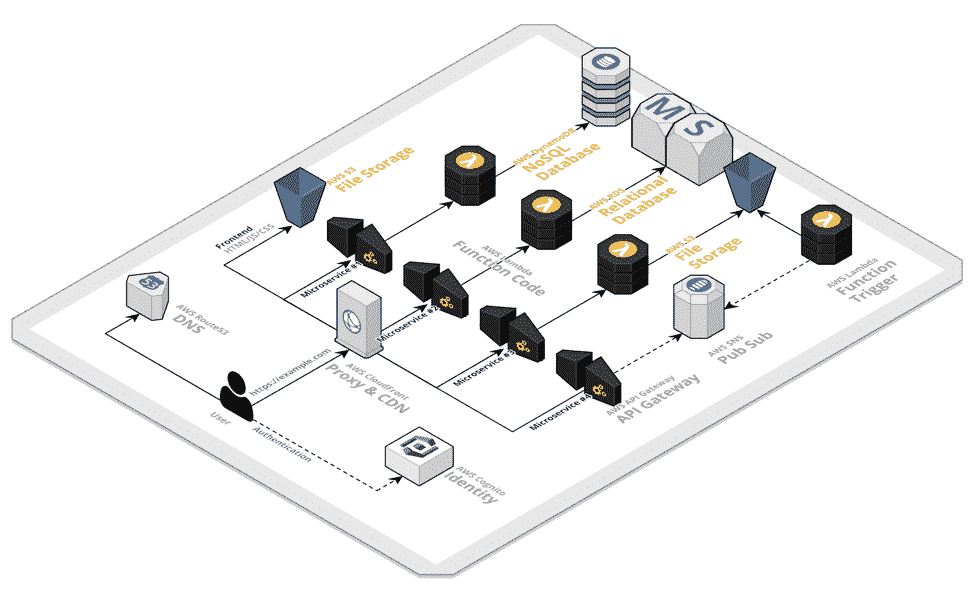 AWS.DynamoDB
NoSQL
Database
M
S
AWS S3
File Storage
AWS.RDS
Relational
Database
Frontend
HTML/JS/CSS
AWS.S3
File
Storage
AWS lambda
Function Code
Microservice #1
AWS Lambda
Function
Trigger
53
AWS Route53
DNS
Microservice #2
AWS SNS
Pub Sub
Microservice #3
https://example.com
AWS CloudFront
Proxy & CDN
AWS API Gateway
API Gateway
Microservice #4
User
Authentication
AWS Cognito
Identity